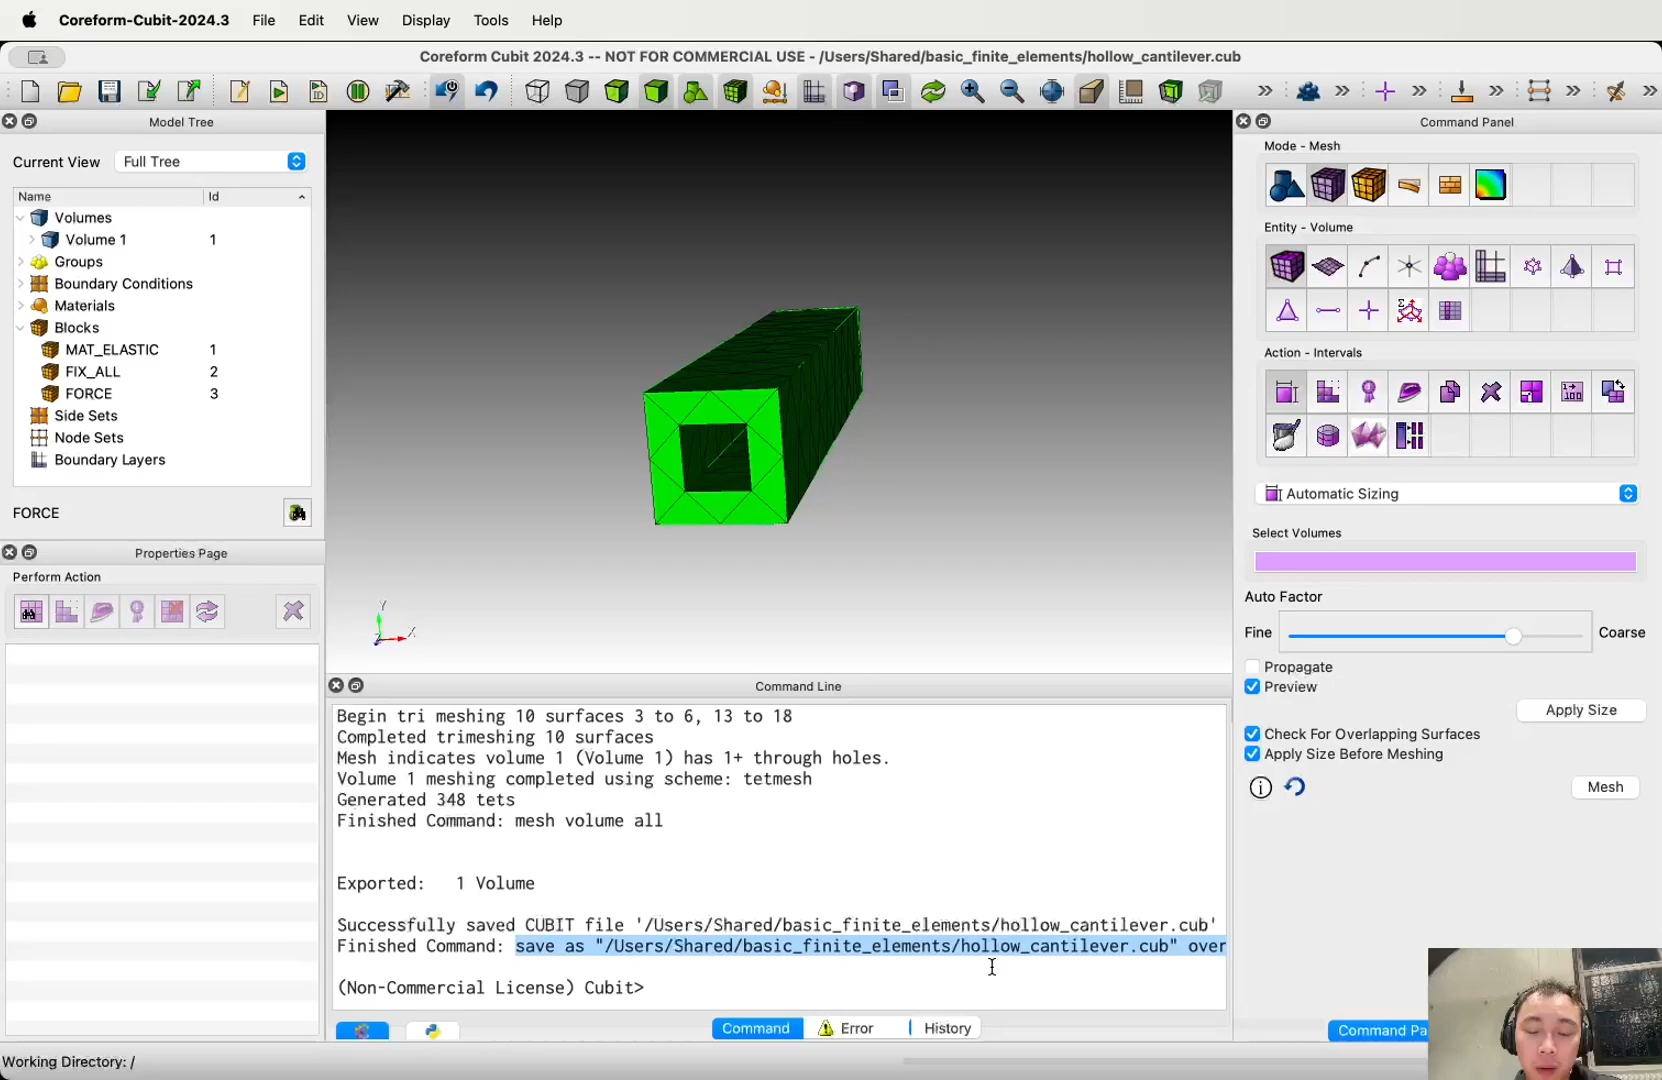 Coreform-Cubit-2024.3 File Edit View Display Tools Help
Coreform Cubit 2024.3 -- NOT FOR COMMERCIAL USE - /Users/Shared/basic_finite_elements/hollow_cantilever.cub
Model Tree
Current View Full Tree
Name Id
Volumes
Volume 1 1
Groups
Boundary Conditions
Materials
Blocks
MAT_ELASTIC 1
FIX_ALL 2
FORCE 3
Side Sets
Node Sets
Boundary Layers
FORCE
Properties Page
Perform Action
Y
X
Z
Command Line
Begin tri meshing 10 surfaces 3 to 6, 13 to 18
Completed trimeshing 10 surfaces
Mesh indicates volume 1 (Volume 1) has 1+ through holes.
Volume 1 meshing completed using scheme: tetmesh
Generated 348 tets
Finished Command: mesh volume all
Exported: 1 Volume
Successfully saved CUBIT file '/Users/Shared/basic_finite_elements/hollow_cantilever.cub'
Finished Command: save as "/Users/Shared/basic_finite_elements/hollow_cantilever.cub" over
(Non-Commercial License) Cubit>
Command Error History
Command Panel
Mode - Mesh
Entity - Volume
Action - Intervals
Automatic Sizing
Select Volumes
Auto Factor
Fine Coarse
Propagate
Preview
Apply Size
Check For Overlapping Surfaces
Apply Size Before Meshing
Mesh
Command Pa
Working Directory: /